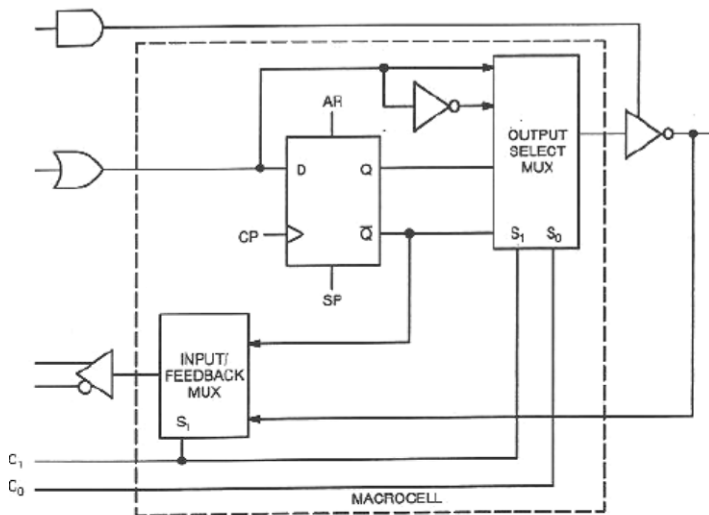 AR
OUTPUT
SELECT
MUX
D Q
CP
Q̅
S₁ S₀
SP
INPUT/
FEEDBACK
MUX
S₁
C₁
C₀
MACROCELL